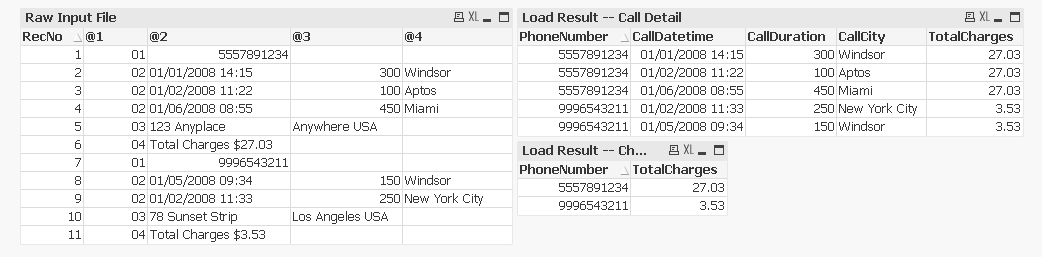 Raw Input File XL
RecNo @1 @2 @3 @4
1 01 5557891234
2 02 01/01/2008 14:15 300 Windsor
3 02 01/02/2008 11:22 100 Aptos
4 02 01/06/2008 08:55 450 Miami
5 03 123 Anyplace Anywhere USA
6 04 Total Charges $27.03
7 01 9996543211
8 02 01/05/2008 09:34 150 Windsor
9 02 01/02/2008 11:33 250 New York City
10 03 78 Sunset Strip Los Angeles USA
11 04 Total Charges $3.53
Load Result -- Call Detail XL
PhoneNumber CallDatetime CallDuration CallCity TotalCharges
5557891234 01/01/2008 14:15 300 Windsor 27.03
5557891234 01/02/2008 11:22 100 Aptos 27.03
5557891234 01/06/2008 08:55 450 Miami 27.03
9996543211 01/02/2008 11:33 250 New York City 3.53
9996543211 01/05/2008 09:34 150 Windsor 3.53
Load Result -- Ch... XL
PhoneNumber TotalCharges
5557891234 27.03
9996543211 3.53